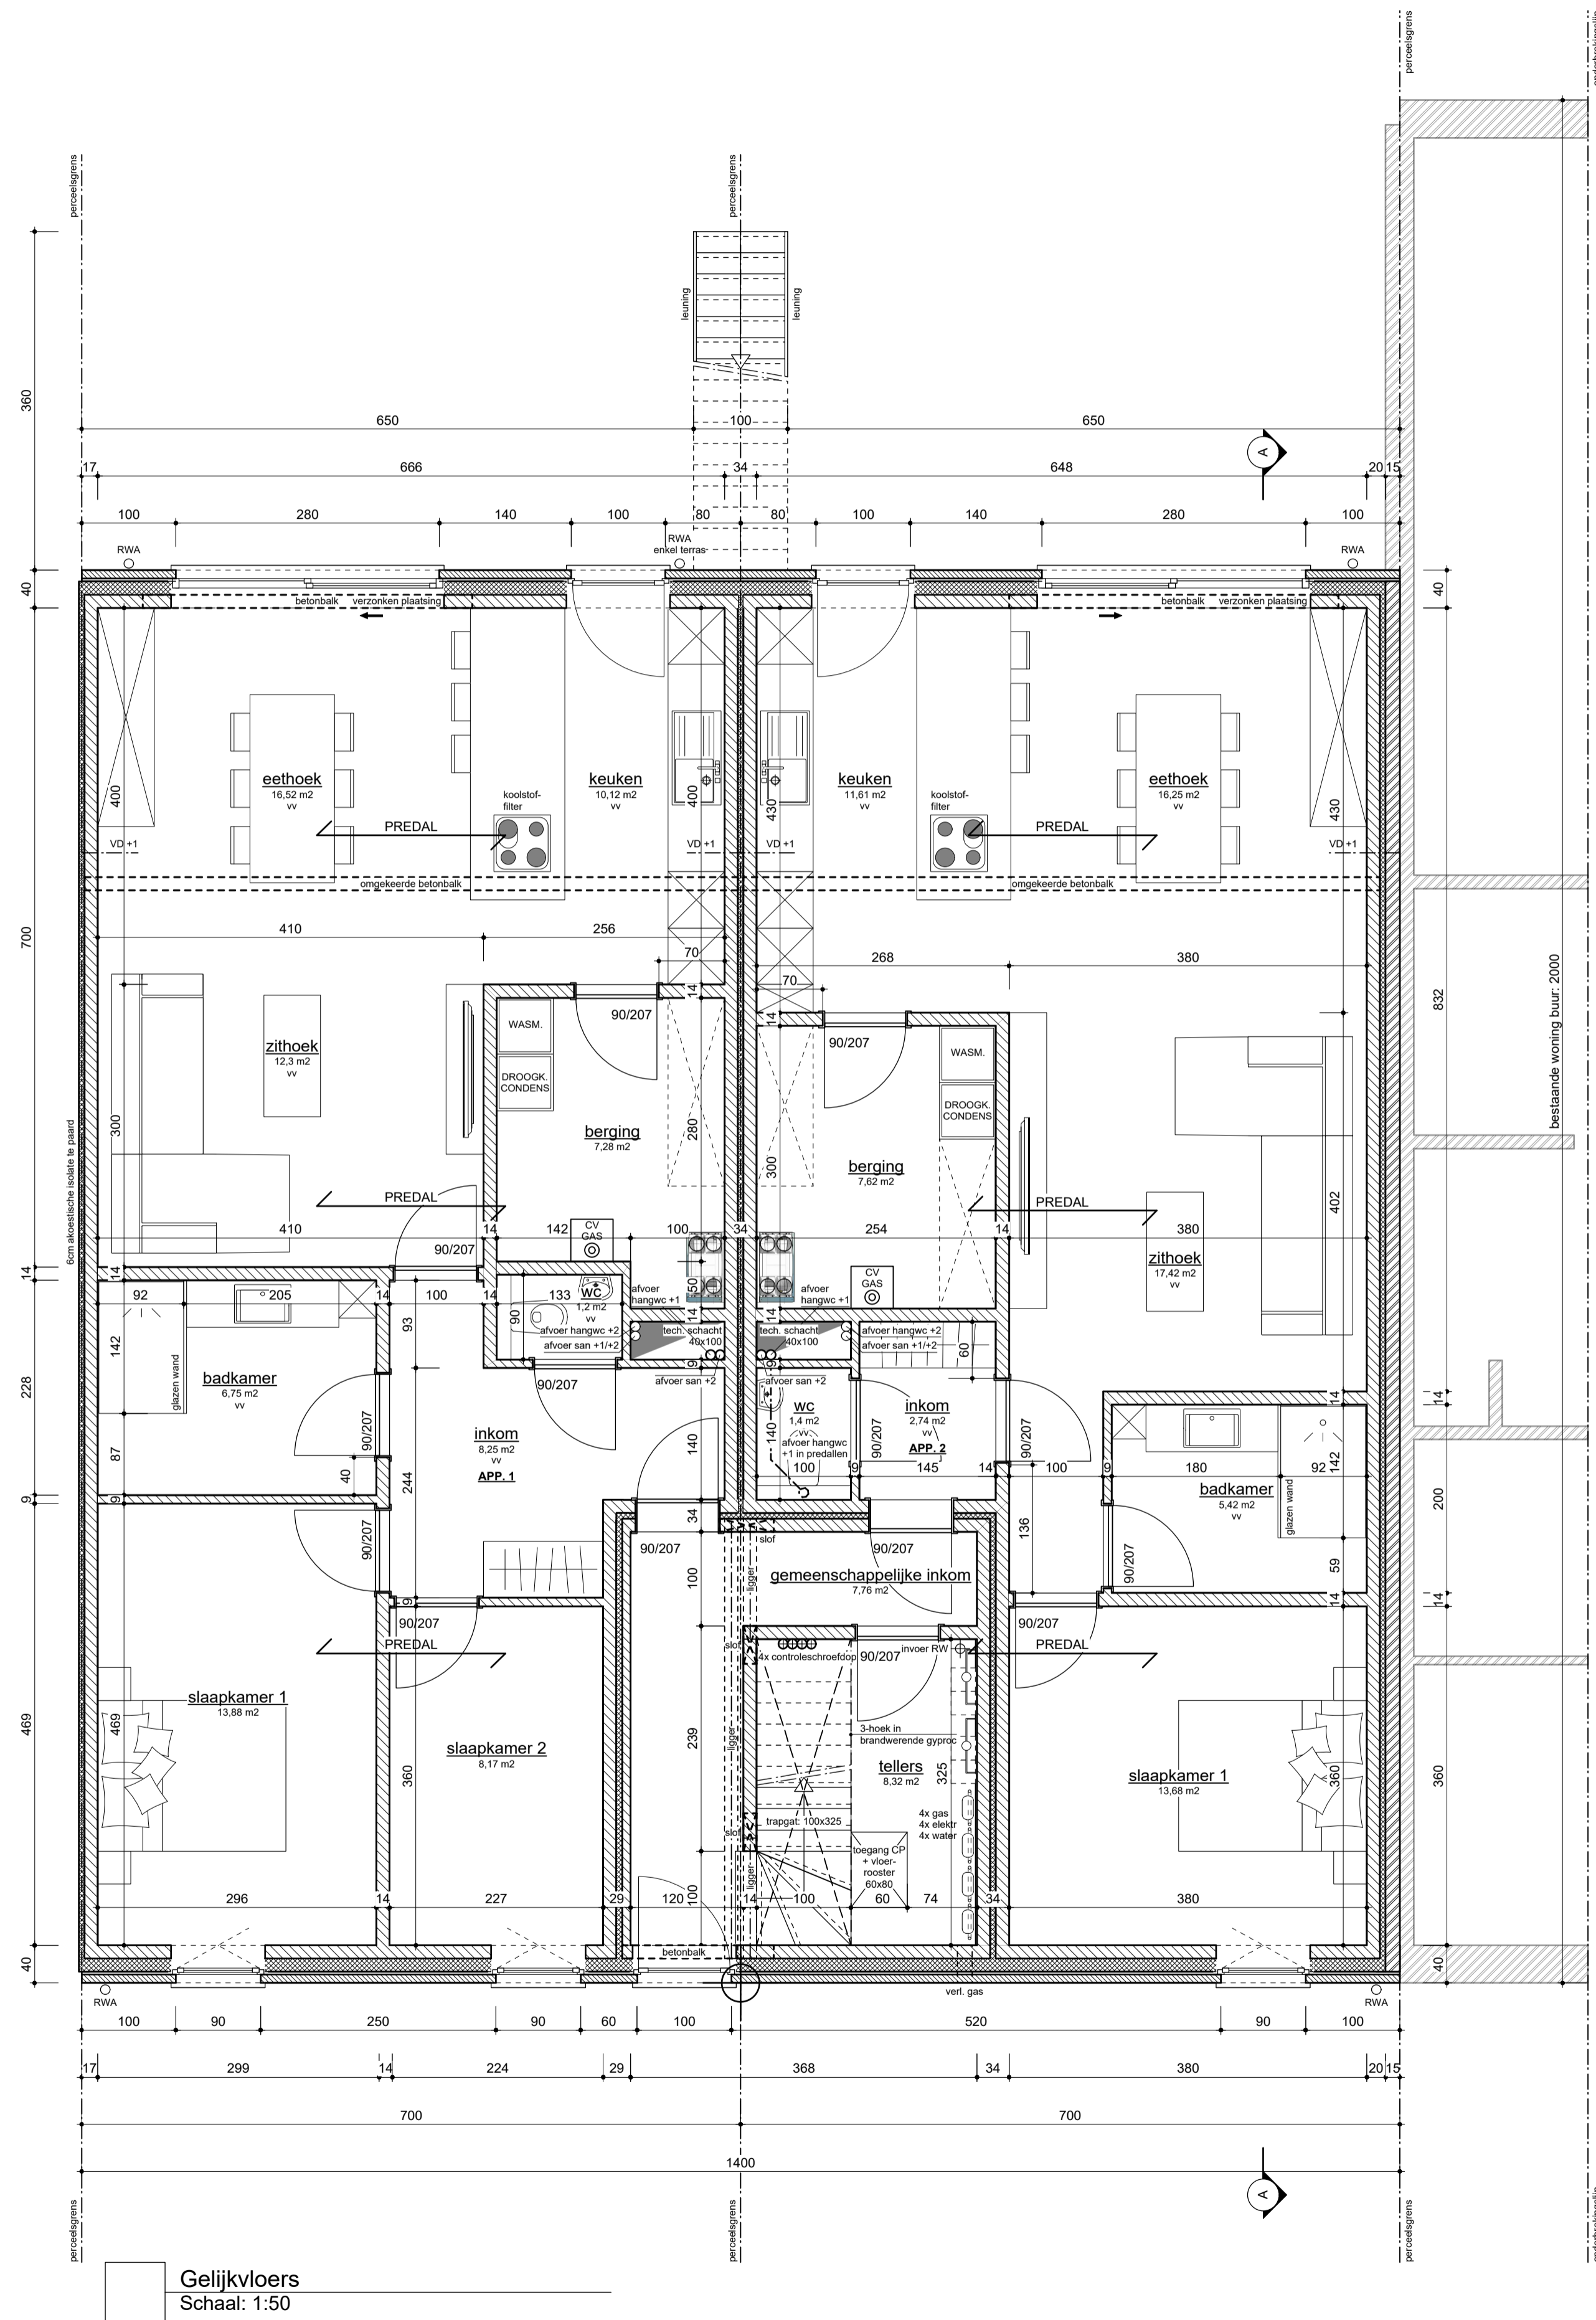 perceelsgrens
perceelsgrens
perceelsgrens
leuning
leuning
360
650
100
650
A
17
666
34
648
20
15
100
280
140
100
80
80
100
140
280
100
RWA
RWA
enkel terras
RWA
40
40
betonbalk
verzonken plaatsing
betonbalk
verzonken plaatsing
eethoek
16,52 m2
vv
keuken
10,12 m2
vv
keuken
11,61 m2
vv
eethoek
16,25 m2
vv
400
400
430
430
koolstof-
filter
koolstof-
filter
PREDAL
PREDAL
VD +1
VD +1
VD +1
VD +1
omgekeerde betonbalk
omgekeerde betonbalk
700
410
256
268
380
70
70
832
bestaande woning buur: 2000
14
14
90/207
90/207
WASM.
DROOGK.
CONDENS
WASM.
DROOGK.
CONDENS
zithoek
12,3 m2
vv
300
berging
7,28 m2
280
berging
7,62 m2
300
6cm akoestische isolatie te paard
PREDAL
PREDAL
402
410
14
142
100
34
254
14
380
CV
GAS
CV
GAS
90/207
zithoek
17,42 m2
vv
14
14
92
205
14
100
14
133
50
afvoer
hangwc +1
afvoer
hangwc +1
WC
1,2 m2
vv
90
93
14
14
afvoer hangwc +2
afvoer san +1/+2
tech. schacht
40x100
tech. schacht
40x100
afvoer hangwc +2
afvoer san +1/+2
60
142
glazen wand
badkamer
6,75 m2
vv
228
9
9
90/207
afvoer san +2
afvoer san +2
14
14
wc
1,4 m2
vv
afvoer hangwc
+1 in predallen
140
140
90/207
inkom
2,74 m2
vv
APP. 2
90/207
inkom
8,25 m2
vv
APP. 1
90/207
87
40
244
100
9
145
14
100
9
180
92
142
badkamer
5,42 m2
vv
glazen wand
200
9
9
34
slof
90/207
90/207
90/207
136
90/207
59
100
ligger
gemeenschappelijke inkom
7,76 m2
9
14
14
90/207
90/207
PREDAL
PREDAL
slof
4x controleschroefdop
90/207
invoer RW
slaapkamer 1
13,88 m2
469
469
slaapkamer 2
8,17 m2
360
239
ligger
3-hoek in
brandwerende gyproc
tellers
8,32 m2
325
slaapkamer 1
13,68 m2
360
360
trapgat: 100x325
4x gas
4x elektr
4x water
slof
toegang CP
+ vloer-
rooster
60x80
ligger
296
14
227
29
120
100
14
100
60
74
34
380
betonbalk
40
40
RWA
verl. gas
RWA
100
90
250
90
60
100
520
90
100
17
299
14
224
29
368
34
380
20
15
700
700
1400
A
perceelsgrens
perceelsgrens
perceelsgrens
Gelijkvloers
Schaal: 1:50